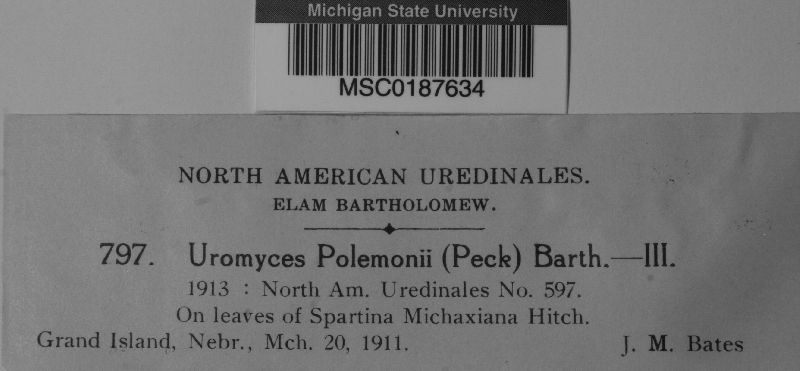 Michigan State University
MSC0187634
NORTH AMERICAN UREDINALES.
ELAM BARTHOLOMEW.
797. Uromyces Polemonii (Peck) Barth.—III.
1913 : North Am. Uredinales No. 597.
On leaves of Spartina Michaxiana Hitch.
Grand Island, Nebr., Mch. 20, 1911. J. M. Bates